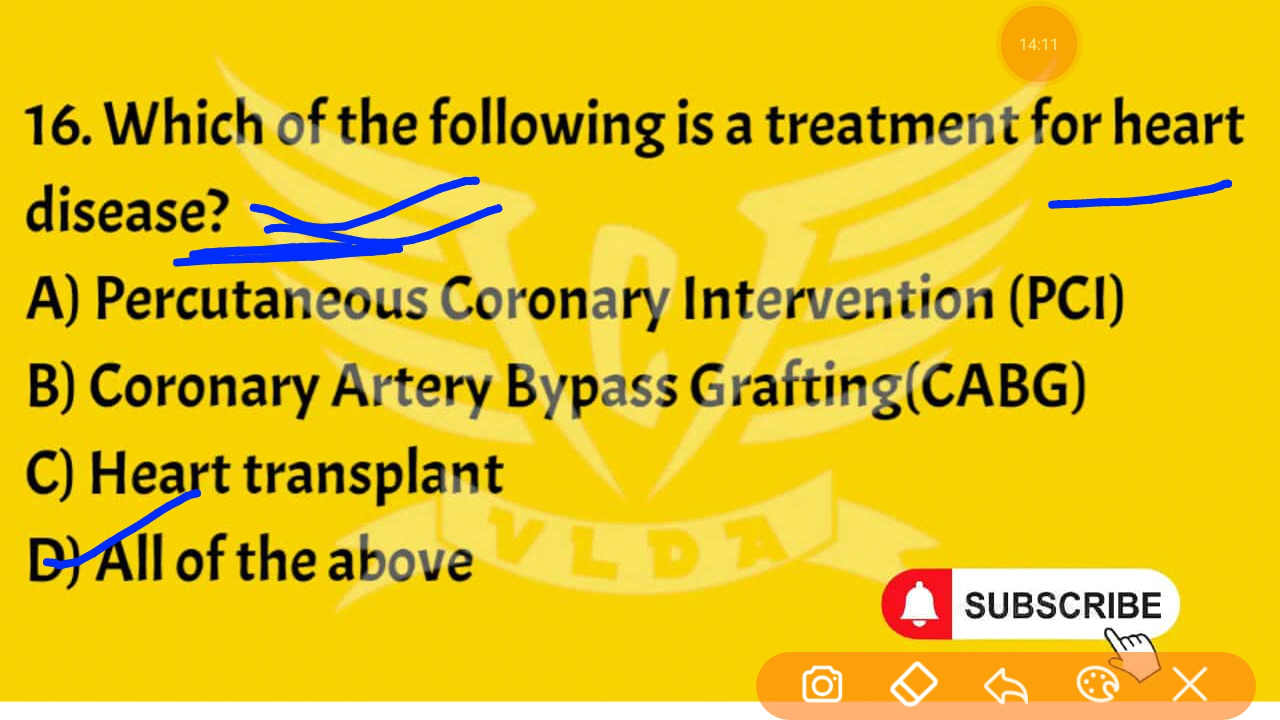 14:11
16. Which of the following is a treatment for heart
disease?
A) Percutaneous Coronary Intervention (PCI)
B) Coronary Artery Bypass Grafting(CABG)
C) Heart transplant
D) All of the above
VLDA
SUBSCRIBE